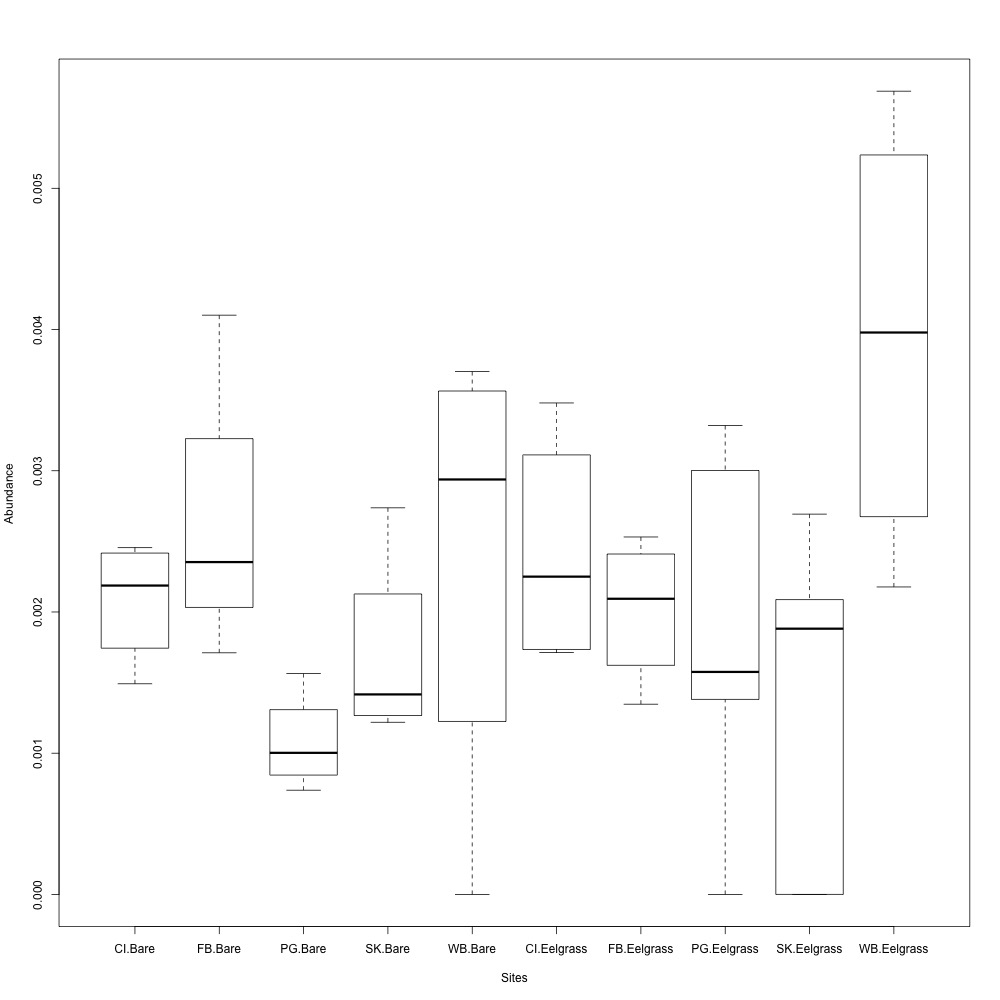 0.005
0.004
0.003
0.002
0.001
0.000
Abundance
CI.Bare FB.Bare PG.Bare SK.Bare WB.Bare CI.Eelgrass FB.Eelgrass PG.Eelgrass SK.Eelgrass WB.Eelgrass
Sites